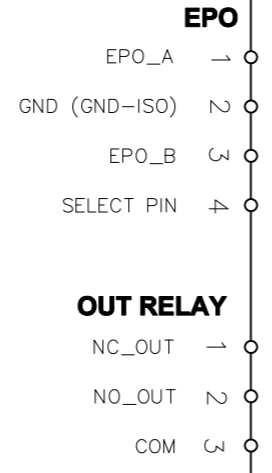 EPO
EPO_A 1
GND (GND-ISO) 2
EPO_B 3
SELECT PIN 4
OUT RELAY
NC_OUT 1
NO_OUT 2
COM 3